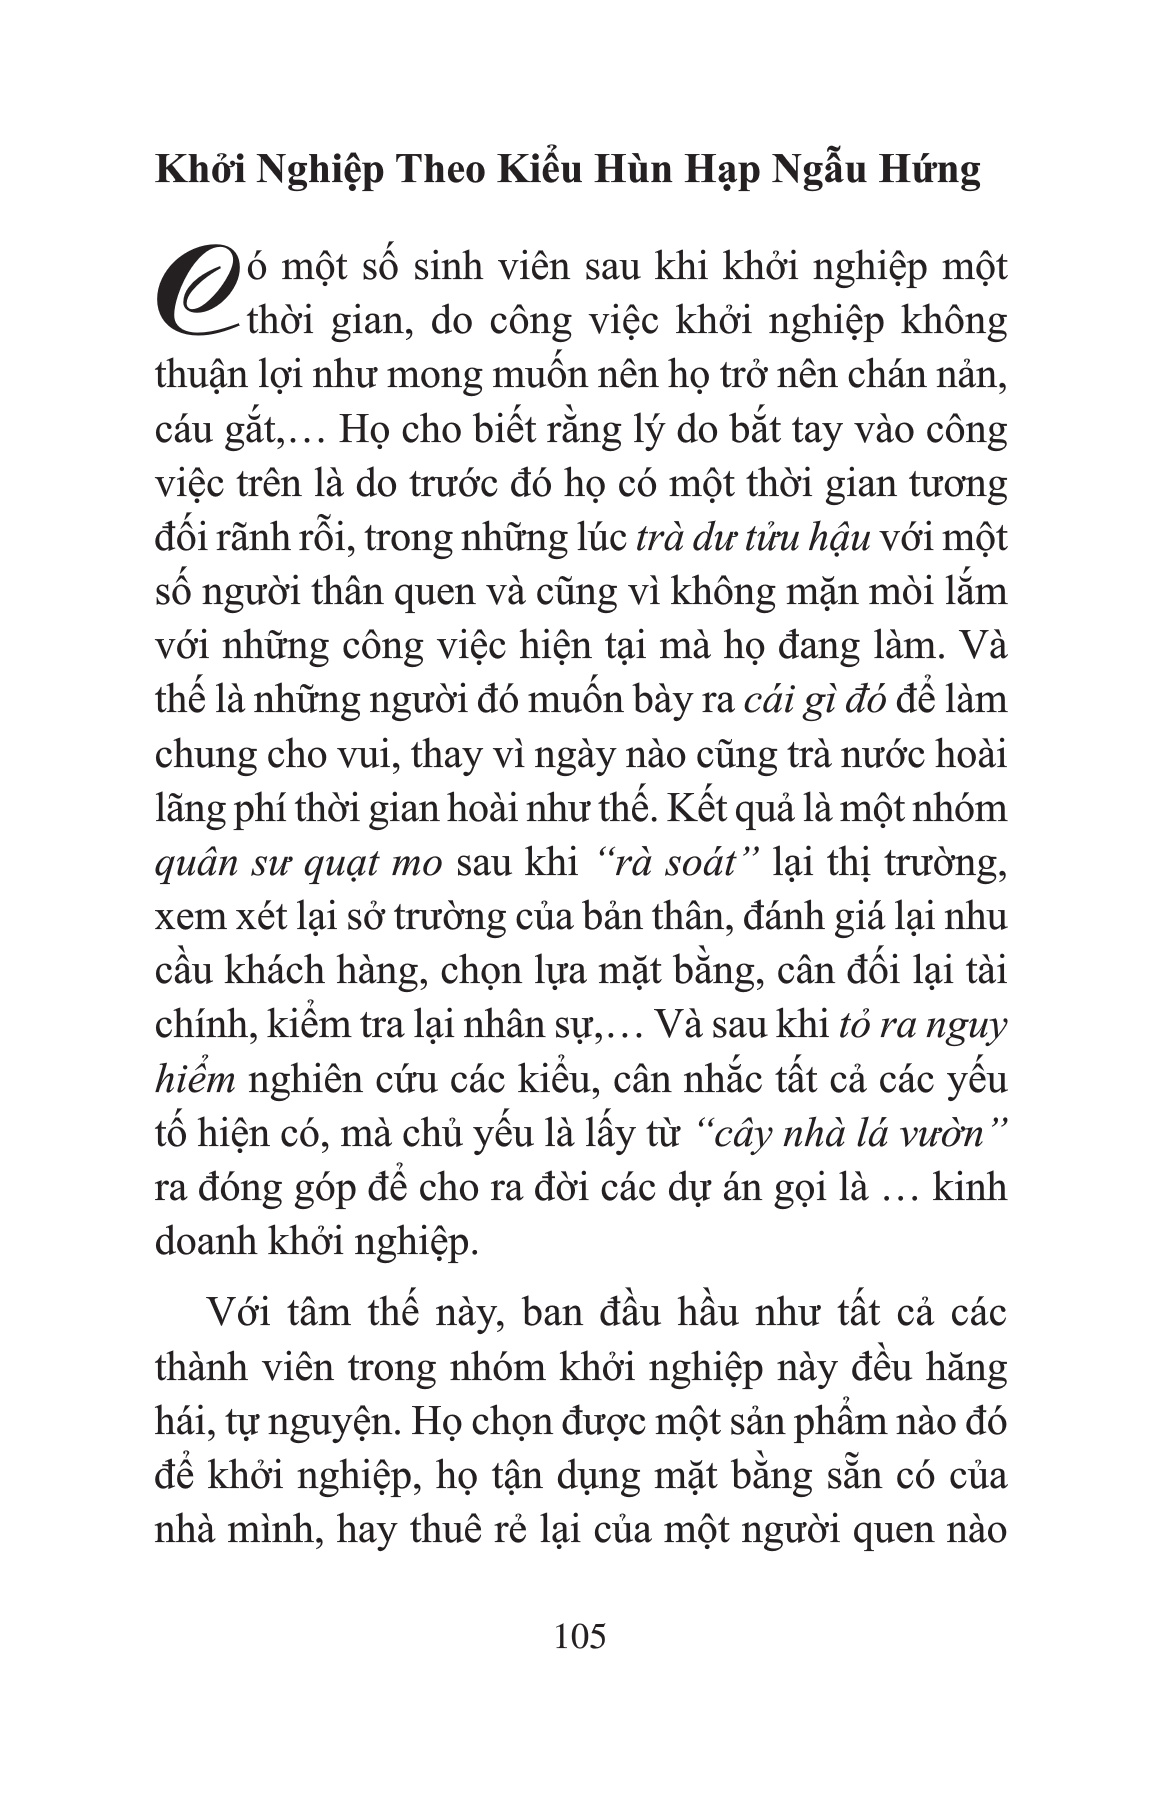 Khởi Nghiệp Theo Kiểu Hùn Hạp Ngẫu Hứng
Có một số sinh viên sau khi khởi nghiệp một
thời gian, do công việc khởi nghiệp không
thuận lợi như mong muốn nên họ trở nên chán nản,
cáu gắt,… Họ cho biết rằng lý do bắt tay vào công
việc trên là do trước đó họ có một thời gian tương
đối rãnh rỗi, trong những lúc trà dư tửu hậu với một
số người thân quen và cũng vì không mặn mòi lắm
với những công việc hiện tại mà họ đang làm. Và
thế là những người đó muốn bày ra cái gì đó để làm
chung cho vui, thay vì ngày nào cũng trà nước hoài
lãng phí thời gian hoài như thế. Kết quả là một nhóm
quân sư quạt mo sau khi “rà soát” lại thị trường,
xem xét lại sở trường của bản thân, đánh giá lại nhu
cầu khách hàng, chọn lựa mặt bằng, cân đối lại tài
chính, kiểm tra lại nhân sự,… Và sau khi tỏ ra nguy
hiểm nghiên cứu các kiểu, cân nhắc tất cả các yếu
tố hiện có, mà chủ yếu là lấy từ “cây nhà lá vườn”
ra đóng góp để cho ra đời các dự án gọi là … kinh
doanh khởi nghiệp.
Với tâm thế này, ban đầu hầu như tất cả các
thành viên trong nhóm khởi nghiệp này đều hăng
hái, tự nguyện. Họ chọn được một sản phẩm nào đó
để khởi nghiệp, họ tận dụng mặt bằng sẵn có của
nhà mình, hay thuê rẻ lại của một người quen nào
105